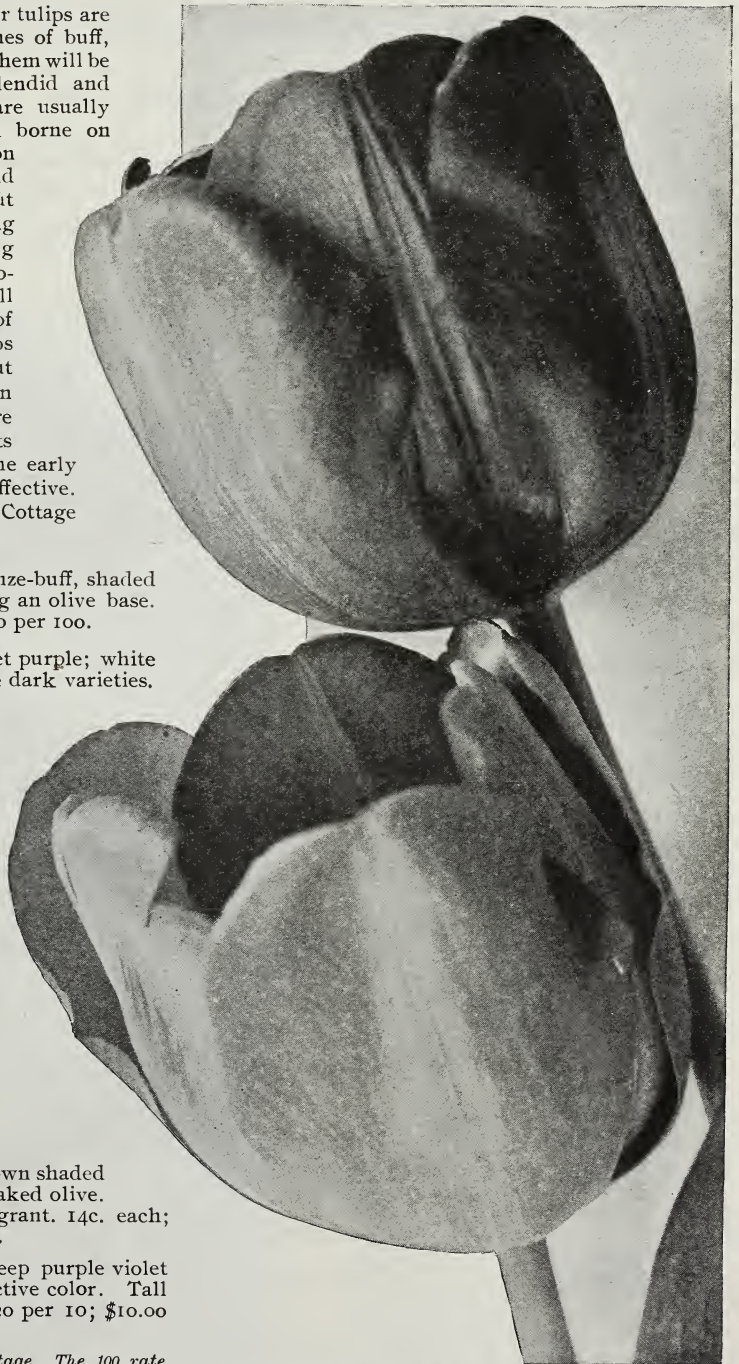 r tulips are
nes of buff,
hem will be
lendid and
are usually
borne on
on
d
ut
g
g
o-
ll
of
os
ut
n
re
ts
ne early
ffective.
Cottage
nze-buff, shaded
g an olive base.
o per 100.
et purple; white
e dark varieties.
own shaded
aked olive.
grant. 14c. each;
eep purple violet
ctive color. Tall
20 per 10; $10.00
tage. The 100 rate